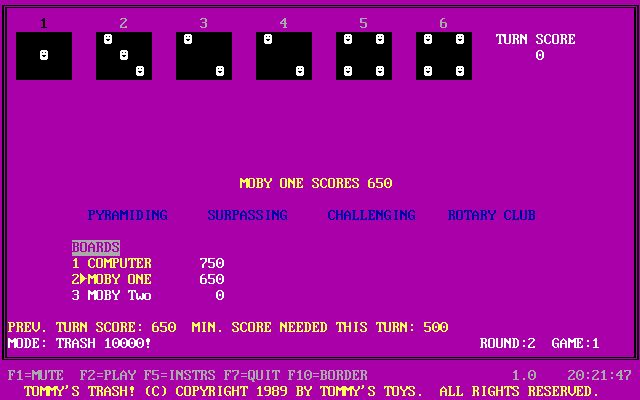 1 2 3 4 5 6
TURN SCORE
0
MOBY ONE SCORES 650
PYRAMIDING SURPASSING CHALLENGING ROTARY CLUB
BOARDS
1 COMPUTER 750
2►MOBY ONE 650
3 MOBY Two 0
PREV. TURN SCORE: 650 MIN. SCORE NEEDED THIS TURN: 500
MODE: TRASH 10000! ROUND:2 GAME:1
F1=MUTE F2=PLAY F5=INSTRS F7=QUIT F10=BORDER 1.0 20:21:47
TOMMY'S TRASH! (C) COPYRIGHT 1989 BY TOMMY'S TOYS. ALL RIGHTS RESERVED.